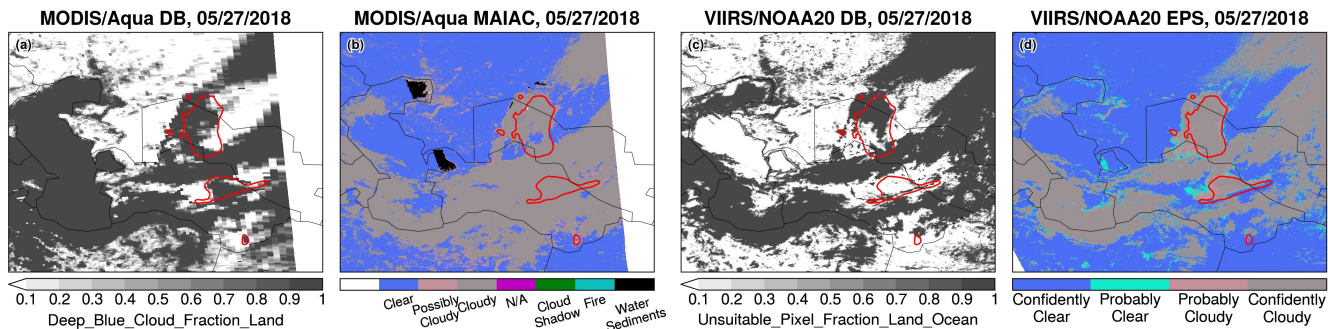 MODIS/Aqua DB, 05/27/2018
(a)
0.1 0.2 0.3 0.4 0.5 0.6 0.7 0.8 0.9 1
Deep_Blue_Cloud_Fraction_Land
MODIS/Aqua MAIAC, 05/27/2018
(b)
Clear
Possibly
Cloudy
Cloudy
N/A
Cloud
Shadow
Fire
Water
Sediments
VIIRS/NOAA20 DB, 05/27/2018
(c)
0.1 0.2 0.3 0.4 0.5 0.6 0.7 0.8 0.9 1
Unsuitable_Pixel_Fraction_Land_Ocean
VIIRS/NOAA20 EPS, 05/27/2018
(d)
Confidently
Clear
Probably
Clear
Probably
Cloudy
Confidently
Cloudy